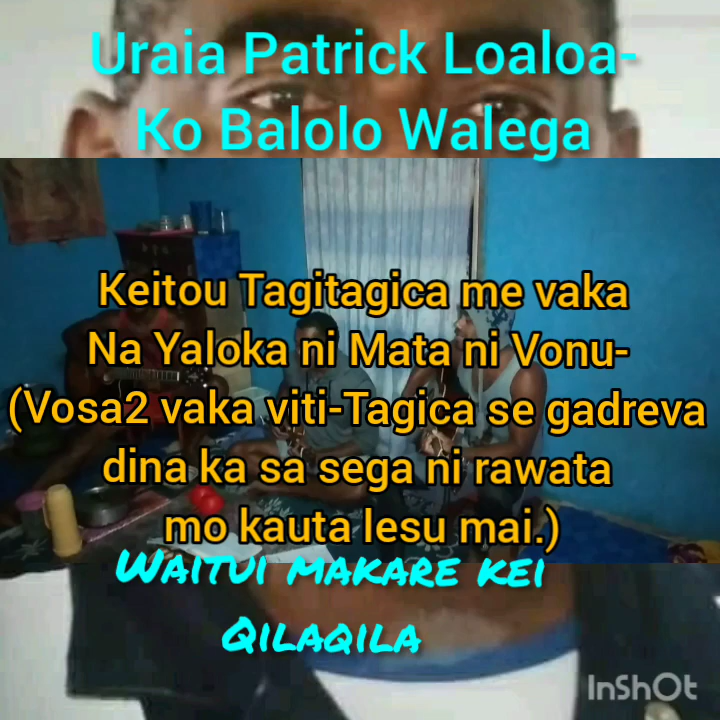 Uraia Patrick Loaloa-
Ko Balolo Walega
Keitou Tagitagica me vaka
Na Yaloka ni Mata ni Vonu-
(Vosa2 vaka viti-Tagica se gadreva
dina ka sa sega ni rawata
mo kauta lesu mai.)
Waitui makare kei
Qilaqila
InShOt